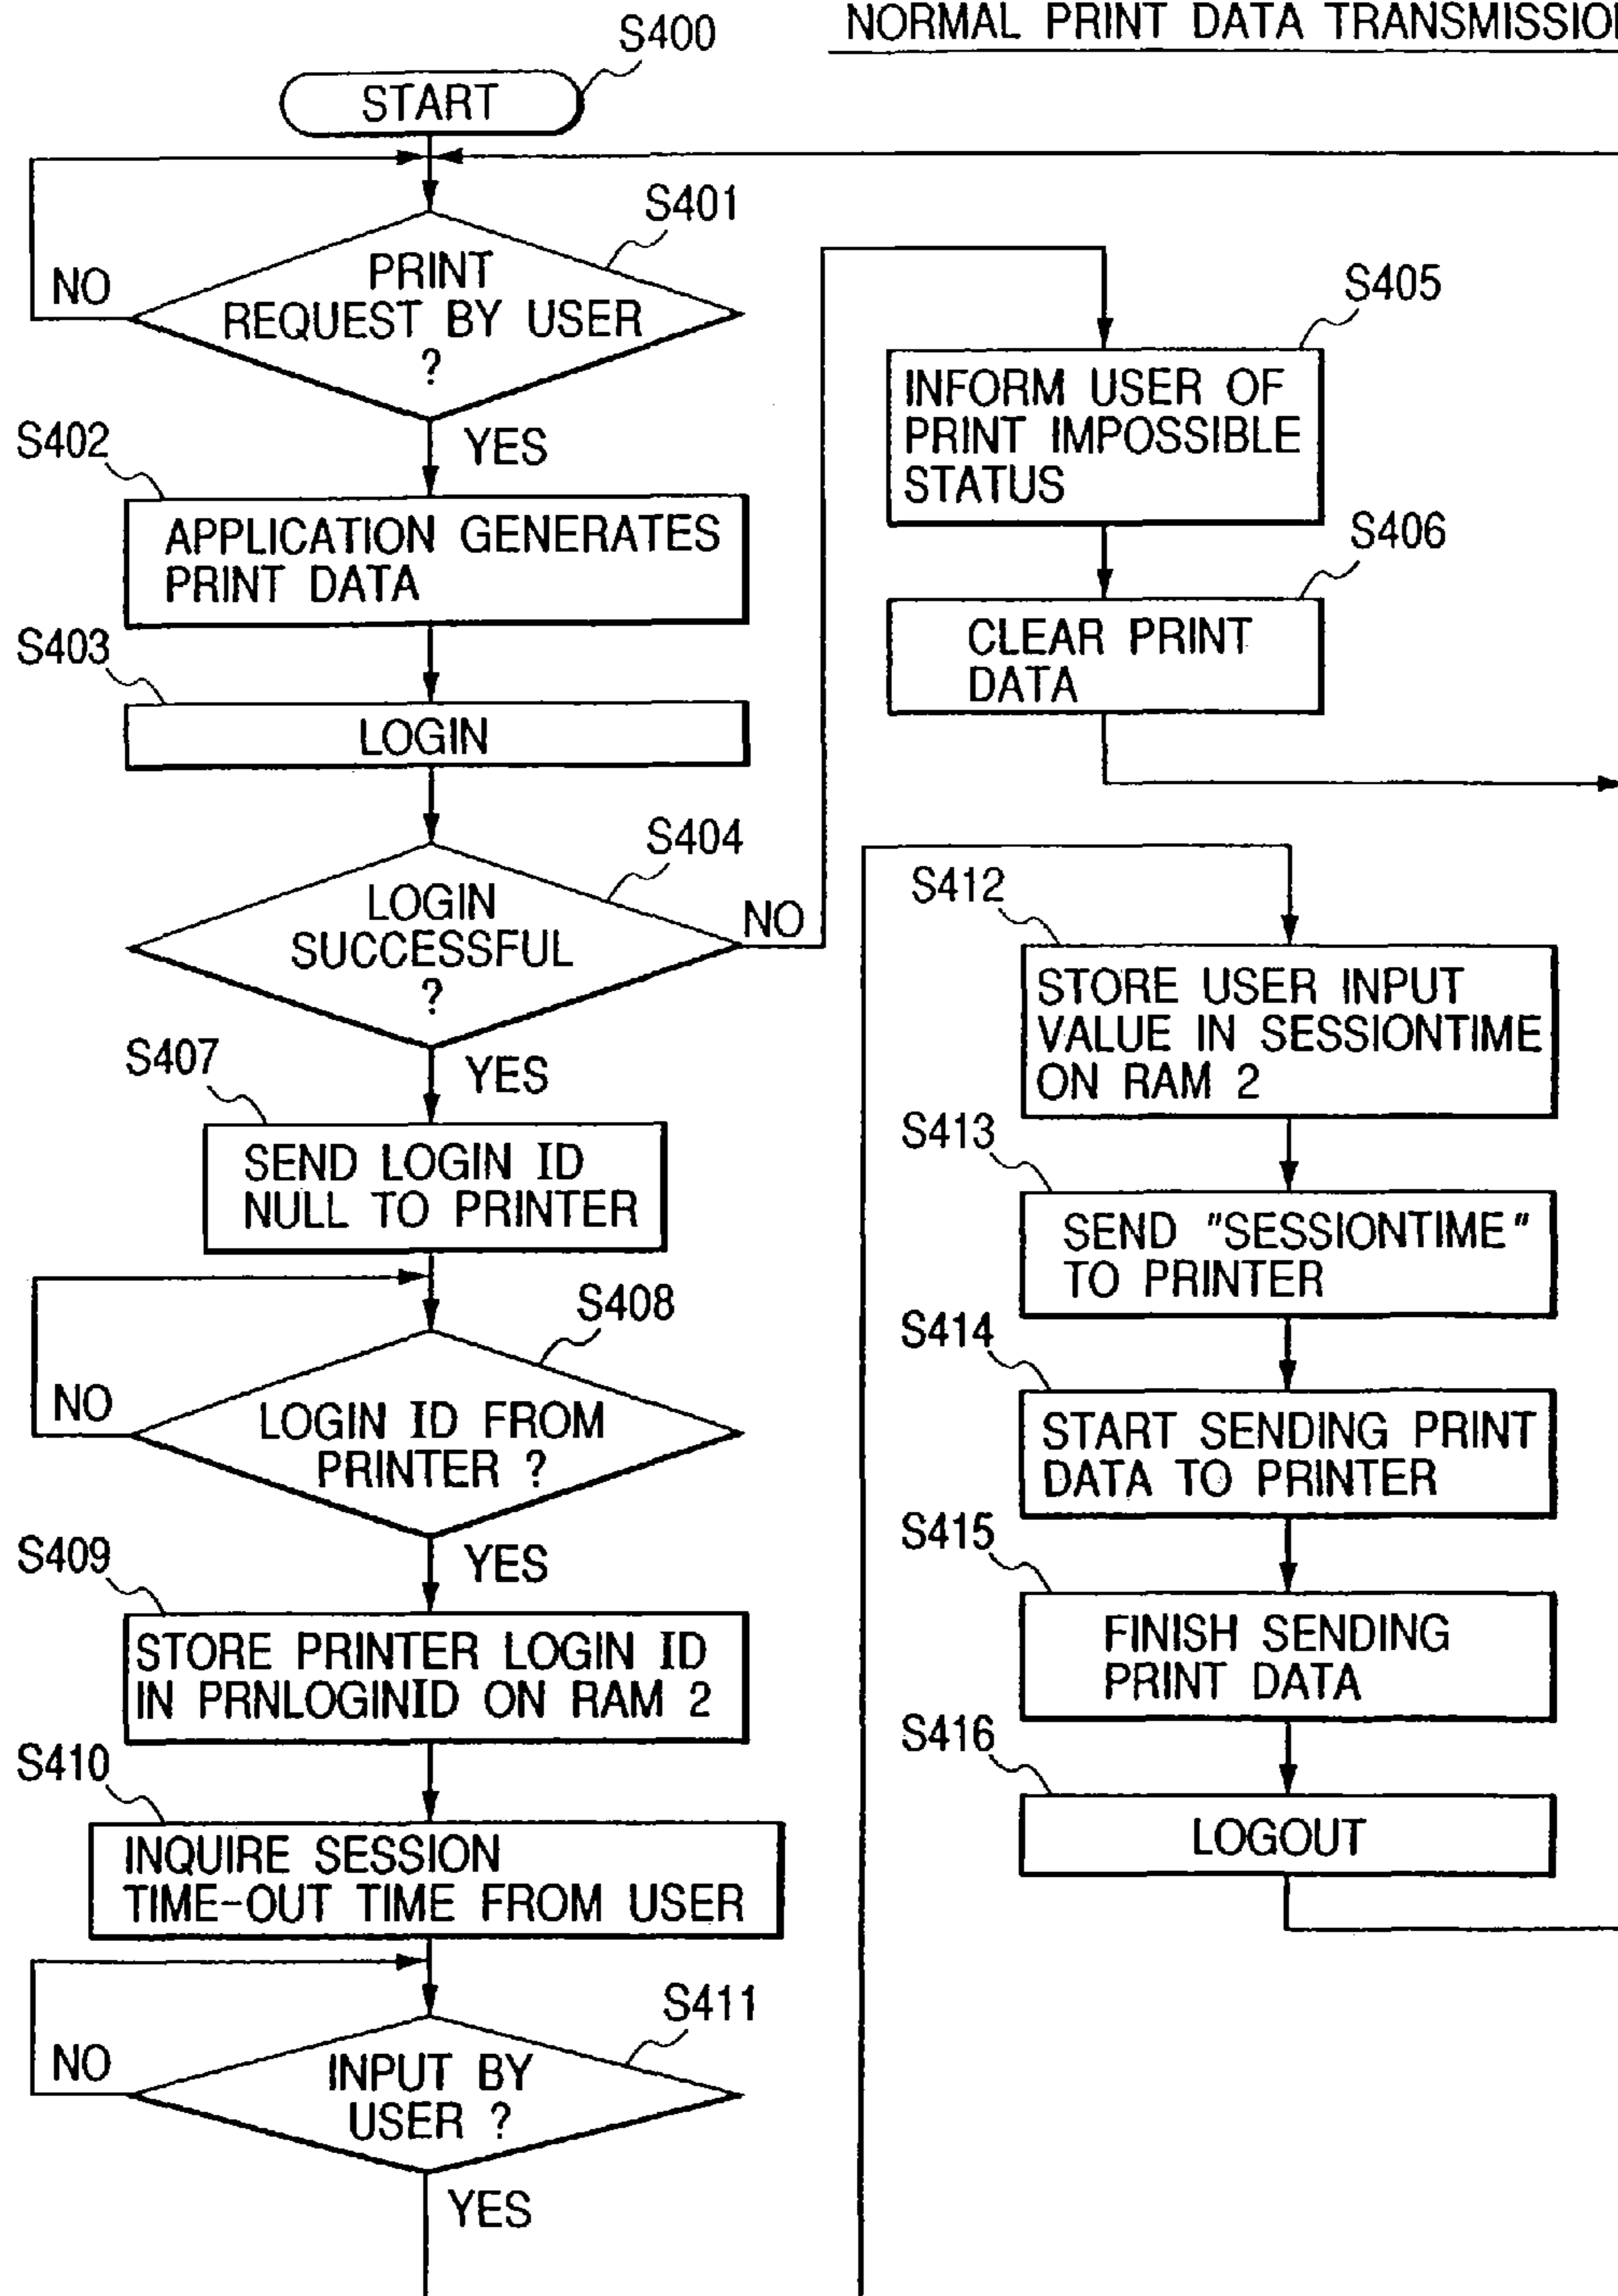 NORMAL PRINT DATA TRANSMISSION
S400
START
S401
PRINT
REQUEST BY USER
?
NO
YES
S402
APPLICATION GENERATES
PRINT DATA
S403
LOGIN
S404
LOGIN
SUCCESSFUL
?
NO
YES
S405
INFORM USER OF
PRINT IMPOSSIBLE
STATUS
S406
CLEAR PRINT
DATA
S407
SEND LOGIN ID
NULL TO PRINTER
S408
LOGIN ID FROM
PRINTER ?
NO
YES
S409
STORE PRINTER LOGIN ID
IN PRNLOGINID ON RAM 2
S410
INQUIRE SESSION
TIME-OUT TIME FROM USER
S411
INPUT BY
USER ?
NO
YES
S412
STORE USER INPUT
VALUE IN SESSIONTIME
ON RAM 2
S413
SEND "SESSIONTIME"
TO PRINTER
S414
START SENDING PRINT
DATA TO PRINTER
S415
FINISH SENDING
PRINT DATA
S416
LOGOUT